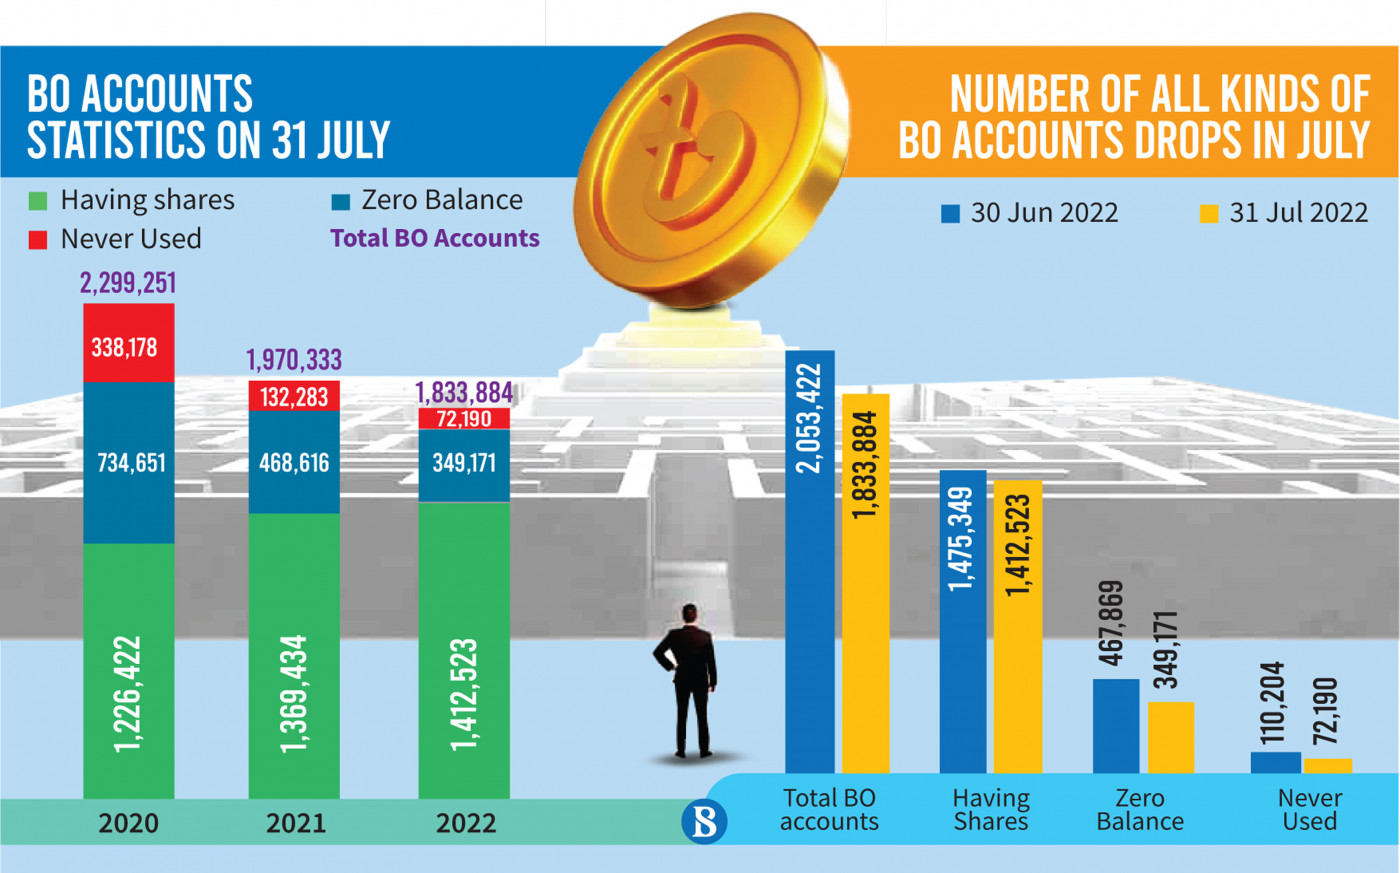 BO ACCOUNTS
STATISTICS ON 31 JULY
Having shares
Zero Balance
Never Used
Total BO Accounts
2,299,251
338,178
734,651
1,226,422
2020
1,970,333
132,283
468,616
1,369,434
2021
1,833,884
72,190
349,171
1,412,523
2022
৳
NUMBER OF ALL KINDS OF
BO ACCOUNTS DROPS IN JULY
30 Jun 2022
31 Jul 2022
2,053,422
1,833,884
Total BO
accounts
1,475,349
1,412,523
Having
Shares
467,869
349,171
Zero
Balance
110,204
72,190
Never
Used
B